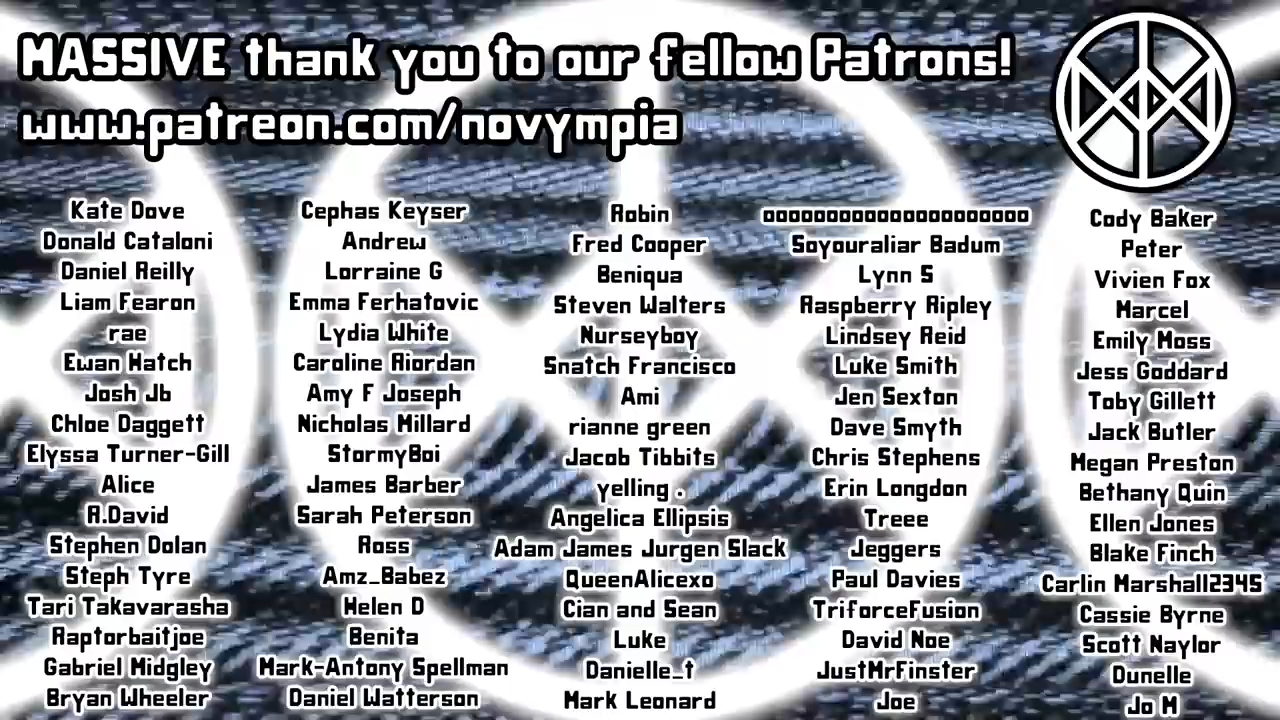 MASSIVE thank you to our fellow Patrons!
www.patreon.com/novympia
Kate Dove
Donald Cataloni
Daniel Reilly
Liam Fearon
rae
Ewan Match
Josh Jb
Chloe Daggett
Elyssa Turner-Gill
Alice
A.David
Stephen Dolan
Steph Tyre
Tari Takavarasha
Raptorbaitjoe
Gabriel Midgley
Bryan Wheeler
Cephas Keyser
Andrew
Lorraine G
Emma Ferhatovic
Lydia White
Caroline Riordan
Amy F Joseph
Nicholas Millard
StormyBoi
James Barber
Sarah Peterson
Ross
Amz_Babez
Helen D
Benita
Mark-Antony Spellman
Daniel Watterson
Robin
Fred Cooper
Beniqua
Steven Walters
Nurseyboy
Snatch Francisco
Ami
rianne green
Jacob Tibbits
yelling .
Angelica Ellipsis
Adam James Jurgen Slack
QueenAlicexo
Cian and Sean
Luke
Danielle_t
Mark Leonard
oooooooooooooooooooo
Soyouraliar Badum
Lynn S
Raspberry Ripley
Lindsey Reid
Luke Smith
Jen Sexton
Dave Smyth
Chris Stephens
Erin Longdon
Treee
Jeggers
Paul Davies
TriforceFusion
David Noe
JustMrFinster
Joe
Cody Baker
Peter
Vivien Fox
Marcel
Emily Moss
Jess Goddard
Toby Gillett
Jack Butler
Megan Preston
Bethany Quin
Ellen Jones
Blake Finch
Carlin Marshall2345
Cassie Byrne
Scott Naylor
Dunelle
Jo M